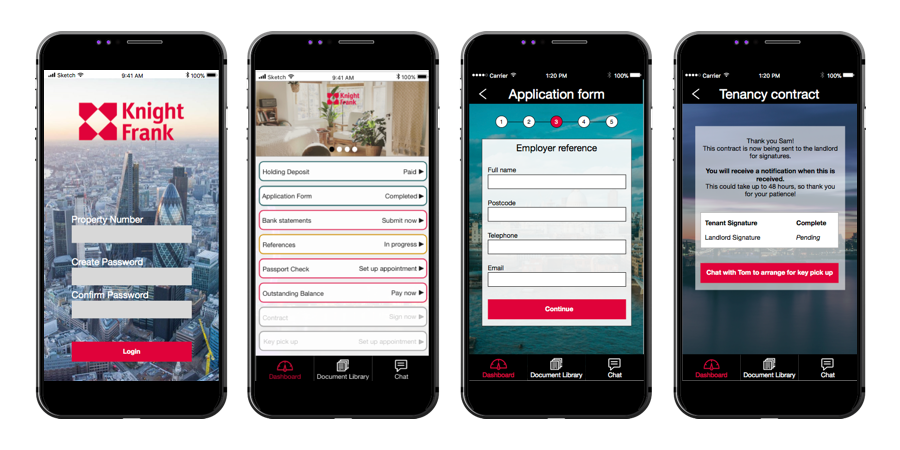 Sketch 9:41 AM 100%
Knight
Frank
Property Number
Create Password
Confirm Password
Login
Sketch 9:41 AM 100%
Knight
Frank
Holding Deposit Paid ▶
Application Form Completed ▶
Bank statements Submit now ▶
References In progress ▶
Passport Check Set up appointment ▶
Outstanding Balance Pay now ▶
Contract Sign now ▶
Key pick up Set up appointment ▶
Dashboard Document Library Chat
Carrier 1:20 PM 100%
Application form
1 2 3 4 5
Employer reference
Full name
Postcode
Telephone
Email
Continue
Dashboard Document Library Chat
Carrier 1:20 PM 100%
Tenancy contract
Thank you Sam!
This contract is now being sent to the landlord
for signatures.
You will receive a notification when this is
received.
This could take up to 48 hours, so thank you
for your patience!
Tenant Signature Complete
Landlord Signature Pending
Chat with Tom to arrange for key pick up
Dashboard Document Library Chat